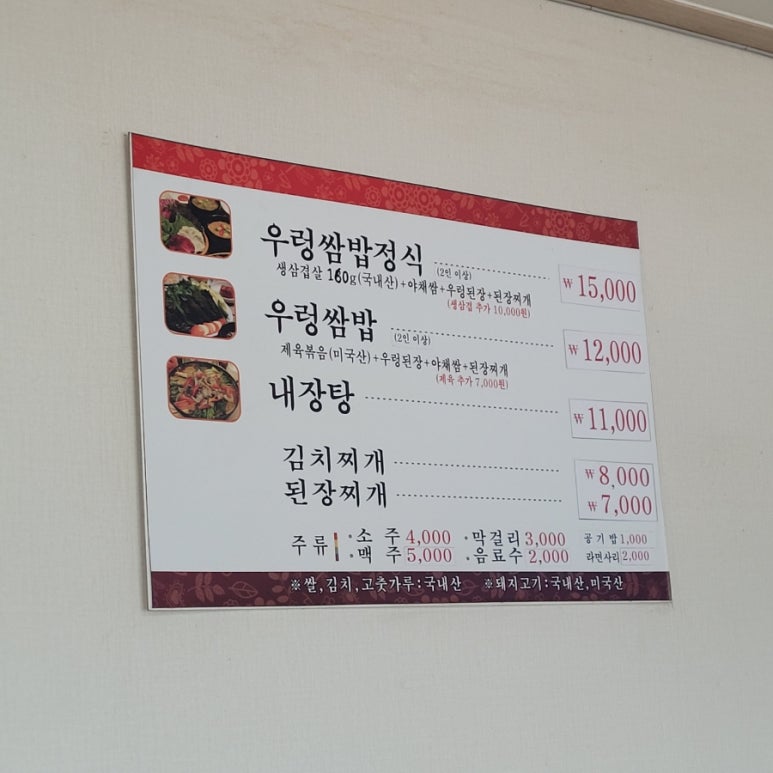 우렁쌈밥정식 (2인 이상) ₩15,000
생삼겹살 160g(국내산)+야채쌈+우렁된장+된장찌개
(생삼겹 추가 10,000원)
우렁쌈밥 (2인 이상) ₩12,000
제육볶음(미국산)+우렁된장+야채쌈+된장찌개
(제육 추가 7,000원)
내장탕 ₩11,000
김치찌개 ₩8,000
된장찌개 ₩7,000
주류 •소 주 4,000 •막걸리 3,000 공기밥 1,000
•맥 주 5,000 •음료수 2,000 라면사리 2,000
※쌀,김치,고춧가루:국내산 ※돼지고기:국내산,미국산